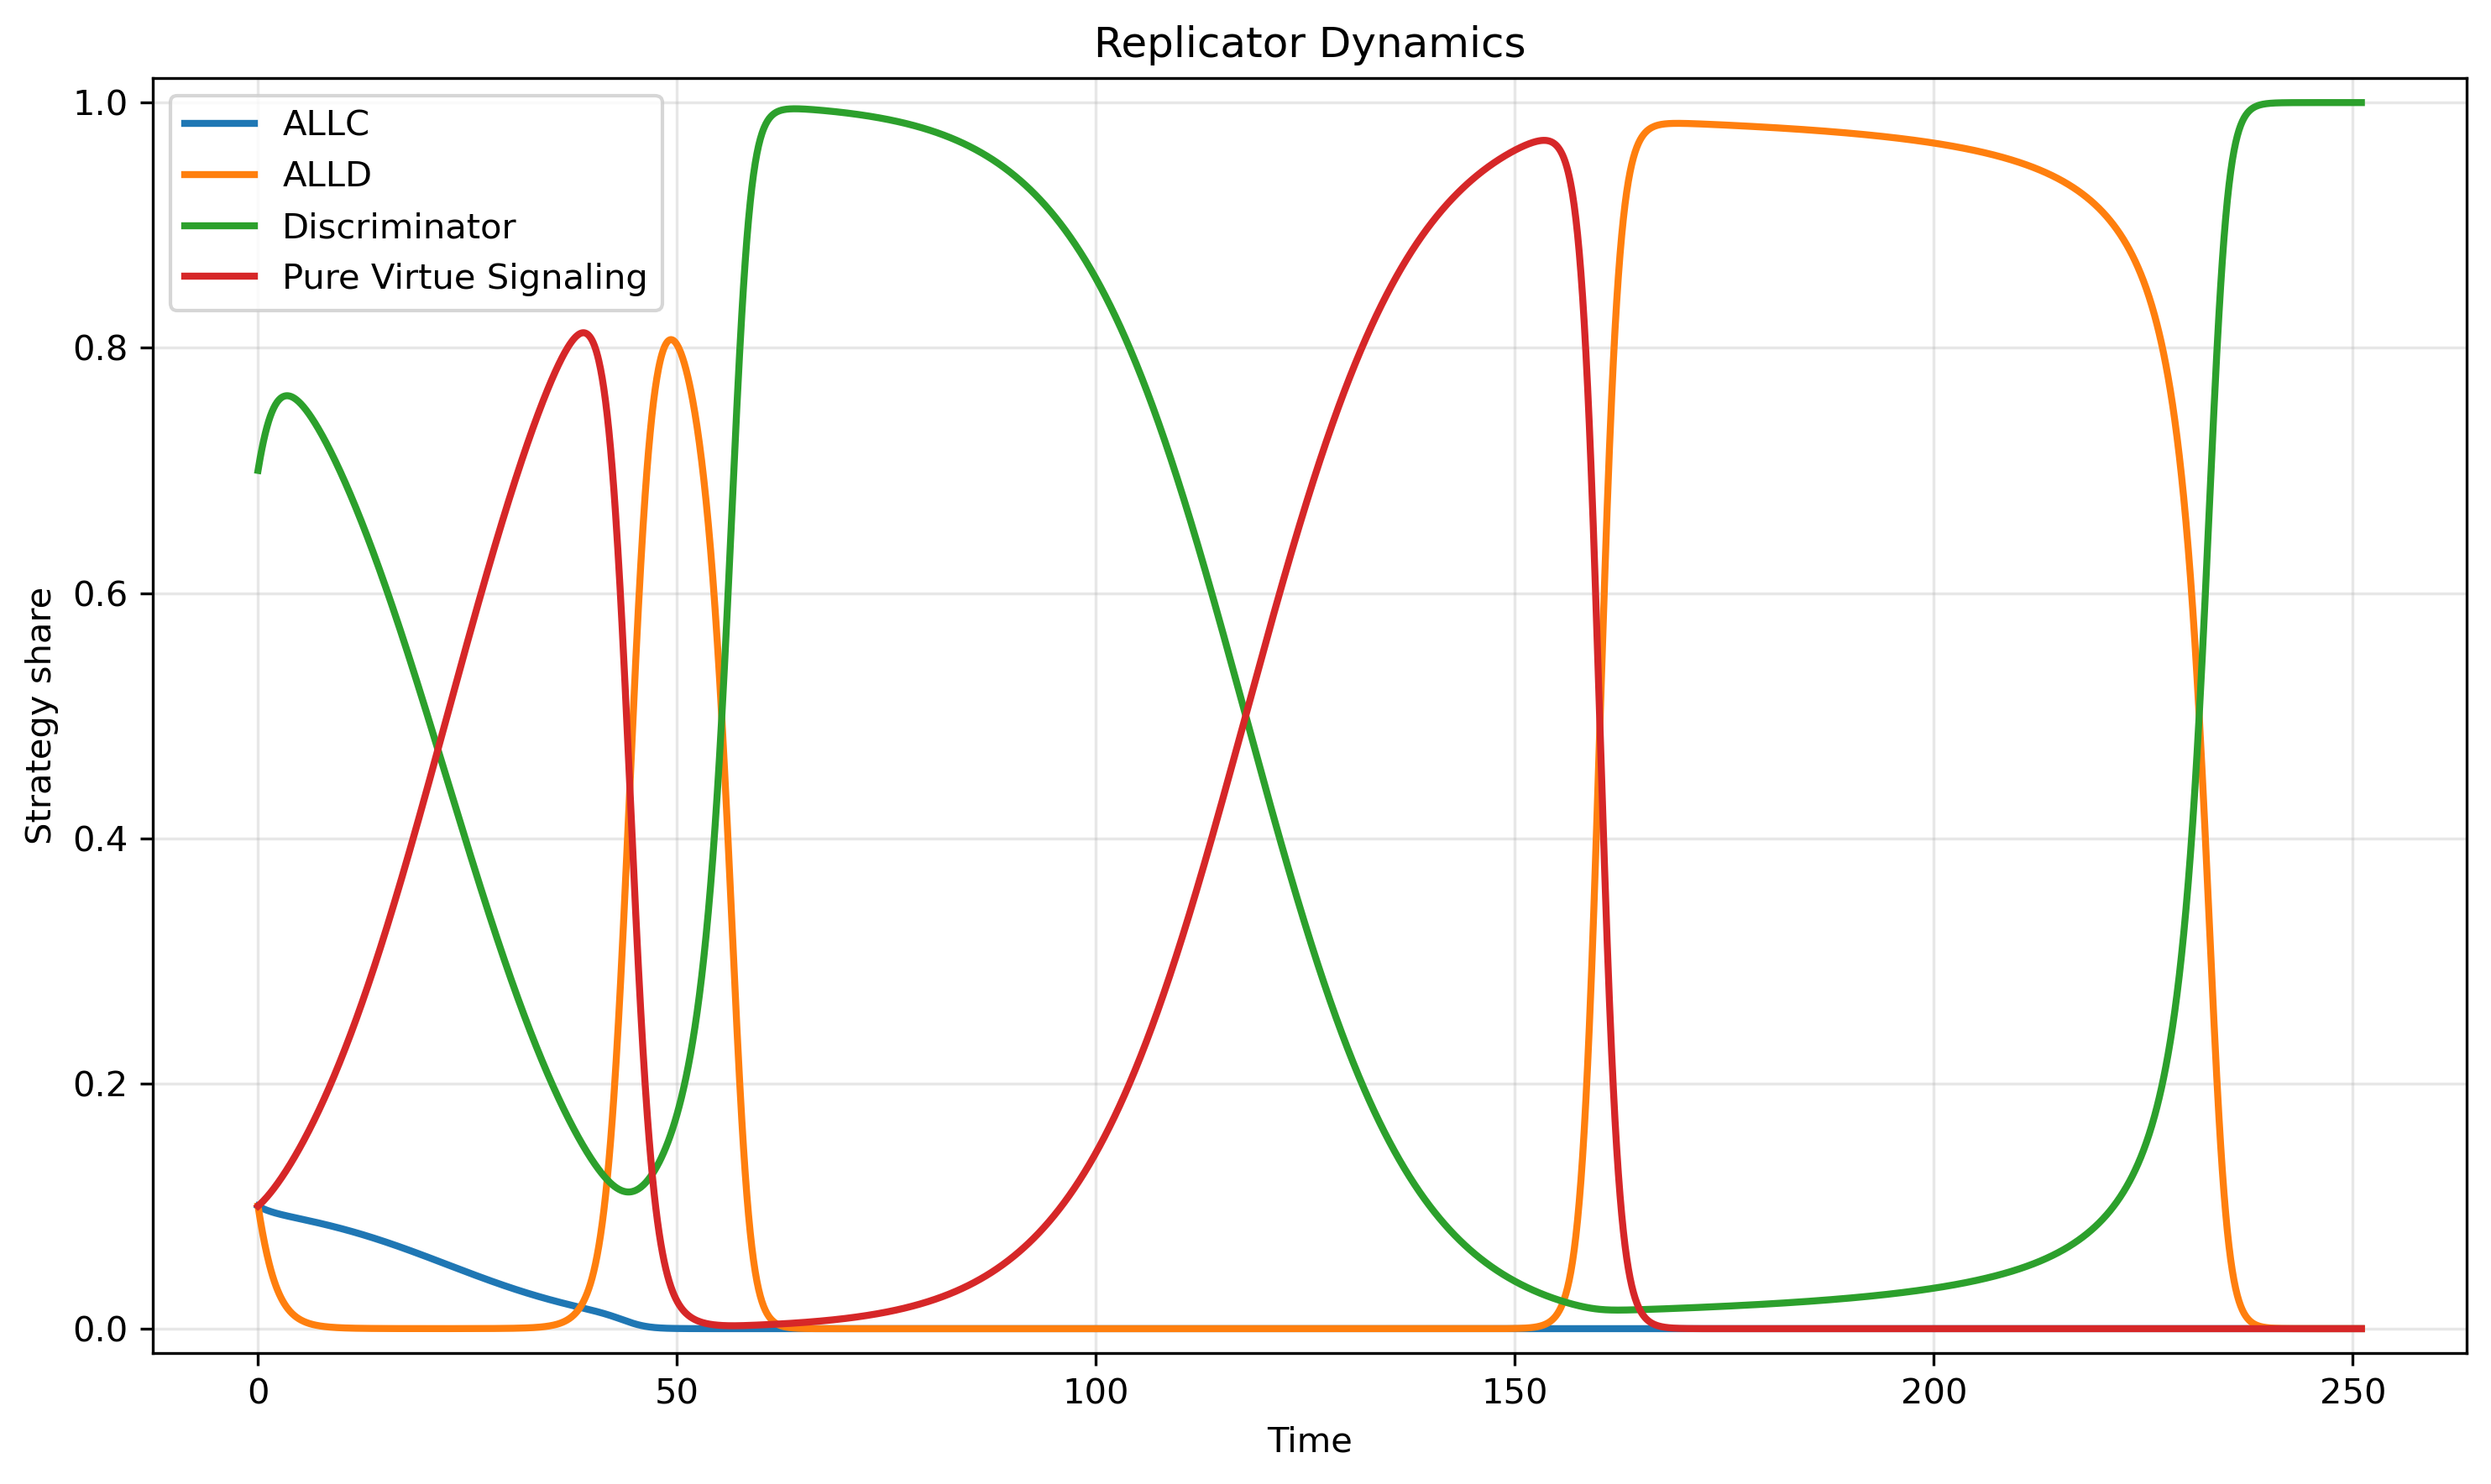 Replicator Dynamics
ALLC
ALLD
Discriminator
Pure Virtue Signaling
Strategy share
1.0
0.8
0.6
0.4
0.2
0.0
0 50 100 150 200 250
Time